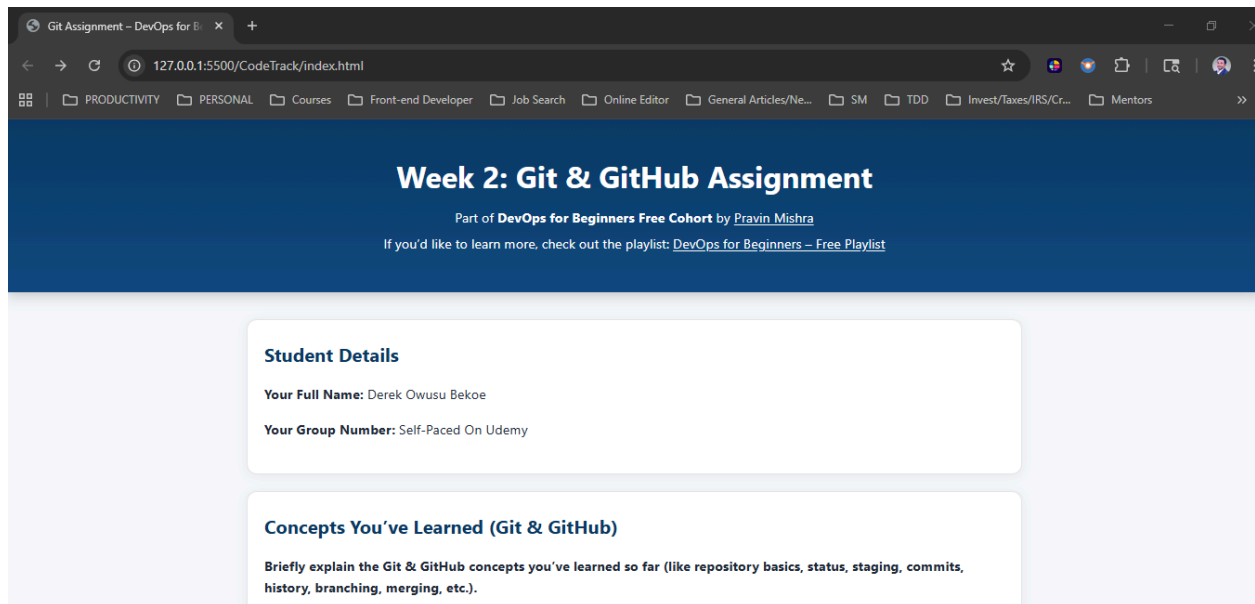 Git Assignment – DevOps for Be
127.0.0.1:5500/CodeTrack/index.html
PRODUCTIVITY PERSONAL Courses Front-end Developer Job Search Online Editor General Articles/Ne... SM TDD Invest/Taxes/IRS/Cr... Mentors
Week 2: Git & GitHub Assignment
Part of DevOps for Beginners Free Cohort by Pravin Mishra
If you’d like to learn more, check out the playlist: DevOps for Beginners – Free Playlist
Student Details
Your Full Name: Derek Owusu Bekoe
Your Group Number: Self-Paced On Udemy
Concepts You’ve Learned (Git & GitHub)
Briefly explain the Git & GitHub concepts you’ve learned so far (like repository basics, status, staging, commits,
history, branching, merging, etc.).